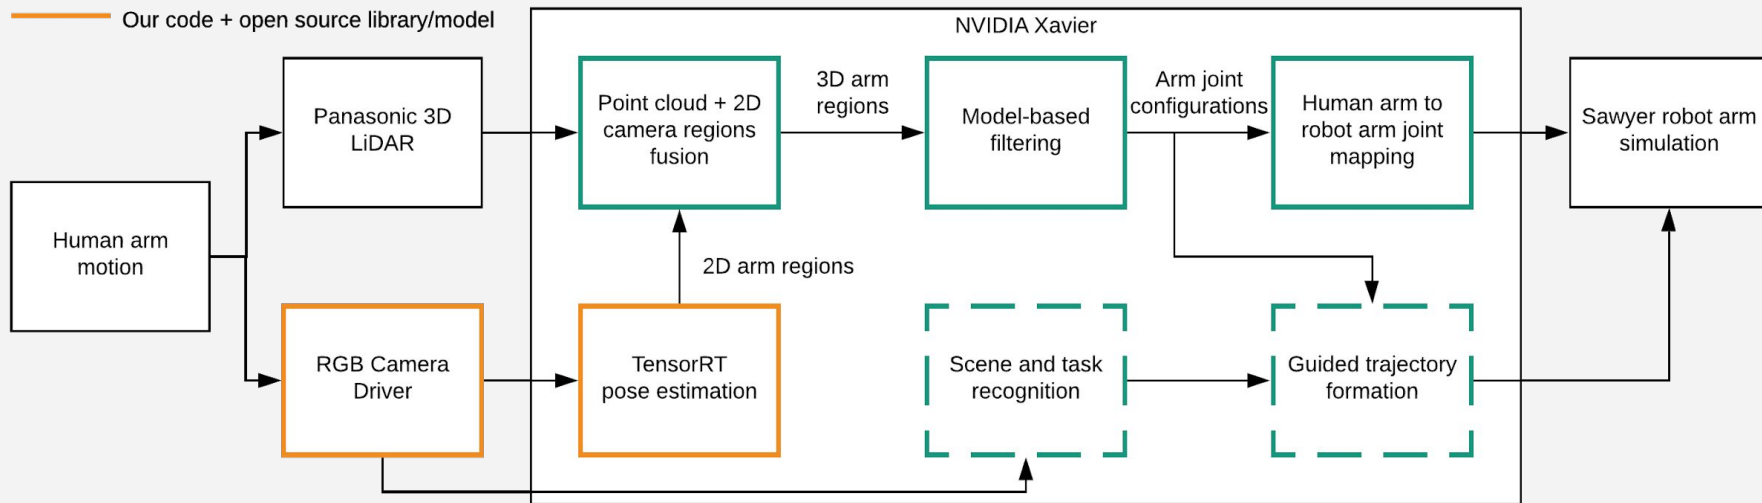 Our code + open source library/model
NVIDIA Xavier
Panasonic 3D
LiDAR
Point cloud + 2D
camera regions
fusion
3D arm
regions
Model-based
filtering
Arm joint
configurations
Human arm to
robot arm joint
mapping
Sawyer robot arm
simulation
Human arm
motion
2D arm regions
RGB Camera
Driver
TensorRT
pose estimation
Scene and task
recognition
Guided trajectory
formation